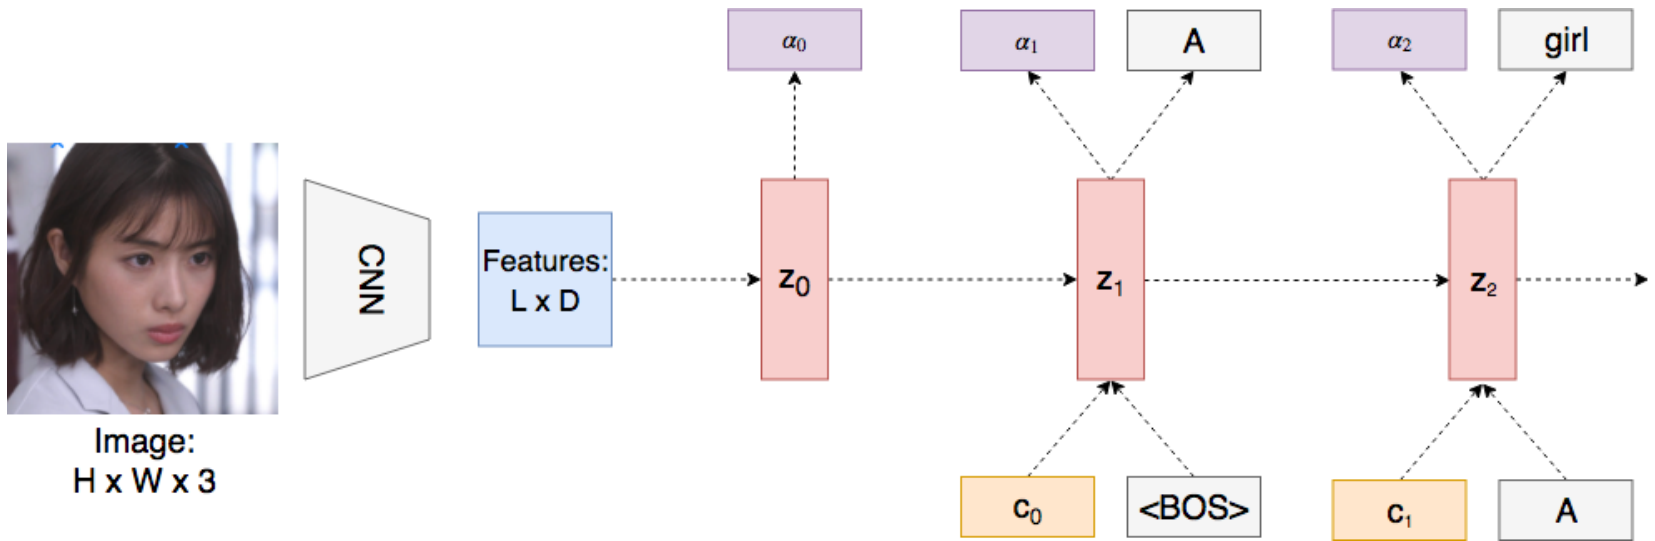 α₀
α₁
A
α₂
girl
CNN
Features:
L x D
z₀
z₁
z₂
Image:
H x W x 3
c₀
<BOS>
c₁
A